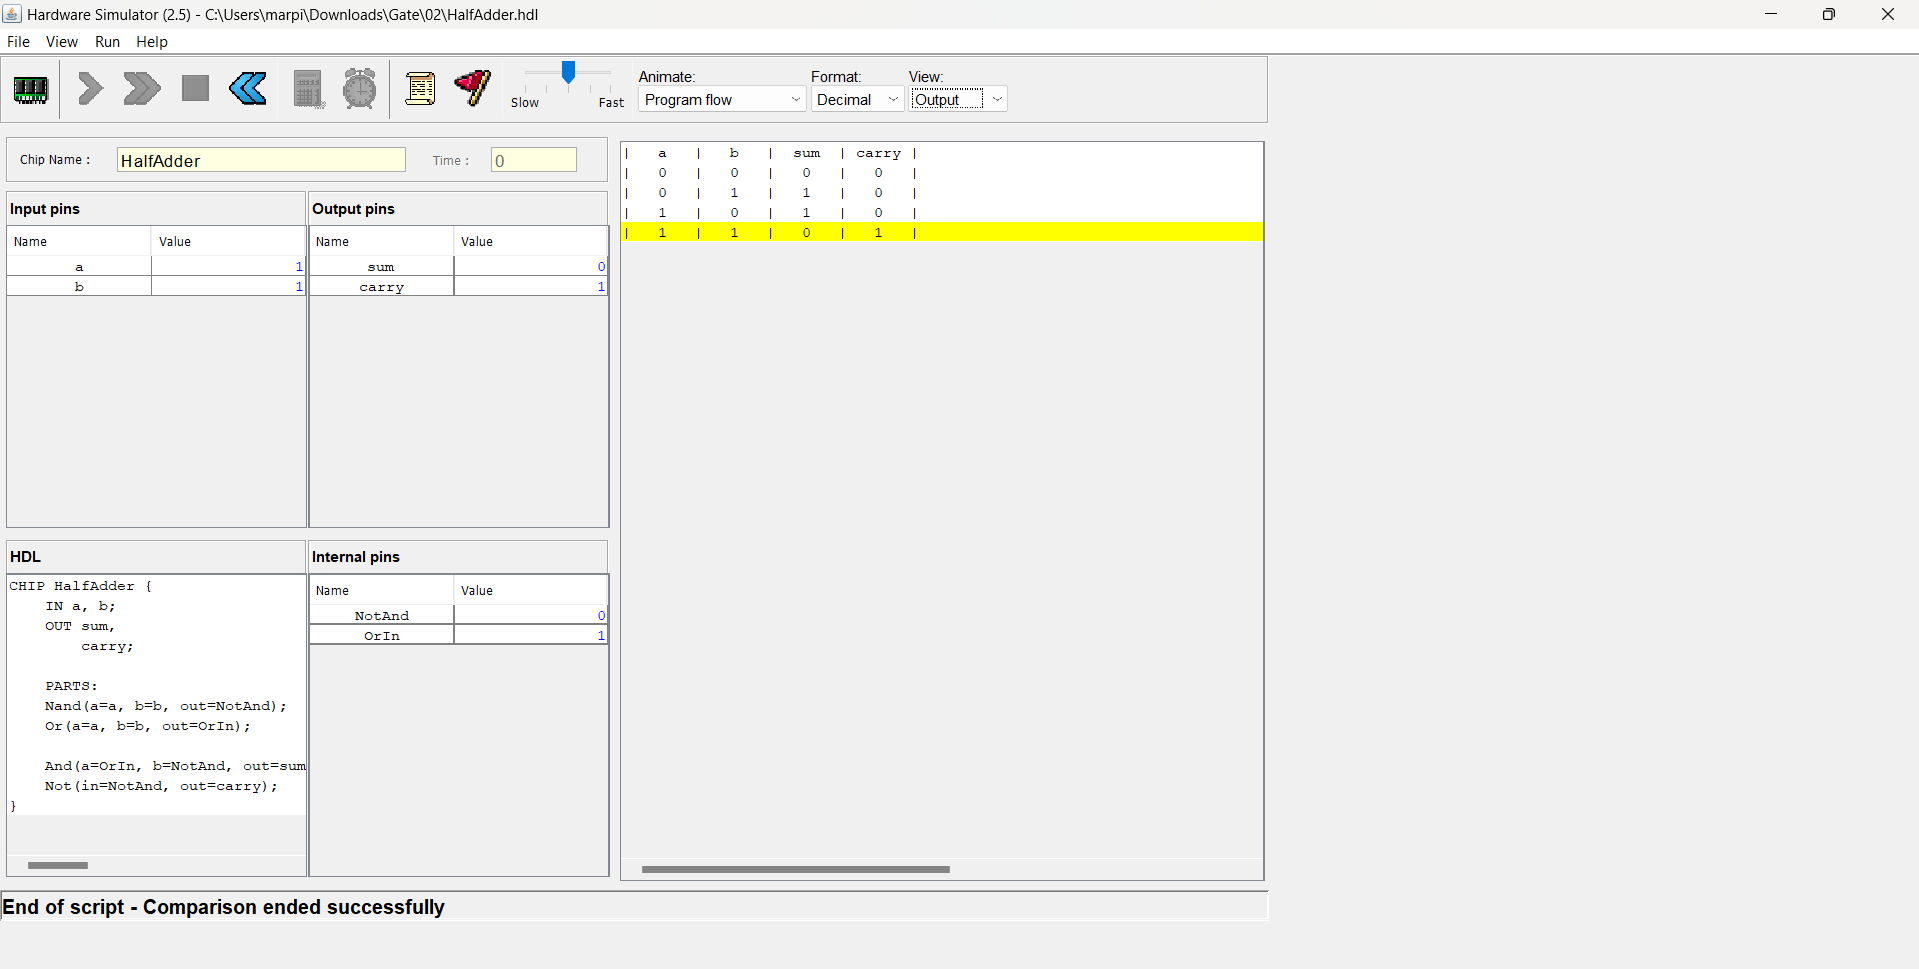 Hardware Simulator (2.5) - C:\Users\marpi\Downloads\Gate\02\HalfAdder.hdl
File View Run Help
Slow Fast
Animate: Format: View:
Program flow Decimal Output
Chip Name : HalfAdder Time : 0
Input pins
Name Value
a 1
b 1
Output pins
Name Value
sum 0
carry 1
HDL
CHIP HalfAdder {
    IN a, b;
    OUT sum,
        carry;
    PARTS:
    Nand(a=a, b=b, out=NotAnd);
    Or(a=a, b=b, out=OrIn);
    And(a=OrIn, b=NotAnd, out=sum
    Not(in=NotAnd, out=carry);
}
Internal pins
Name Value
NotAnd 0
OrIn 1
| a | b | sum | carry |
| 0 | 0 | 0 | 0 |
| 0 | 1 | 1 | 0 |
| 1 | 0 | 1 | 0 |
| 1 | 1 | 0 | 1 |
End of script - Comparison ended successfully